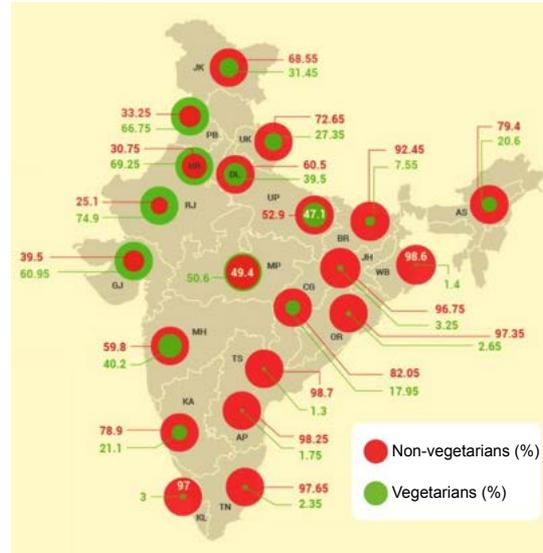 JK
68.55
31.45
33.25
66.75
PB
UK
72.65
27.35
30.75
69.25
HR
DL
60.5
39.5
92.45
7.55
79.4
20.6
AS
25.1
74.9
RJ
UP
52.9
47.1
BR
39.5
60.95
GJ
50.6
49.4
MP
JH
WB
98.6
1.4
CG
96.75
3.25
OR
97.35
2.65
59.8
40.2
MH
82.05
17.95
TS
98.7
1.3
KA
78.9
21.1
AP
98.25
1.75
97
3
KL
TN
97.65
2.35
Non-vegetarians (%)
Vegetarians (%)